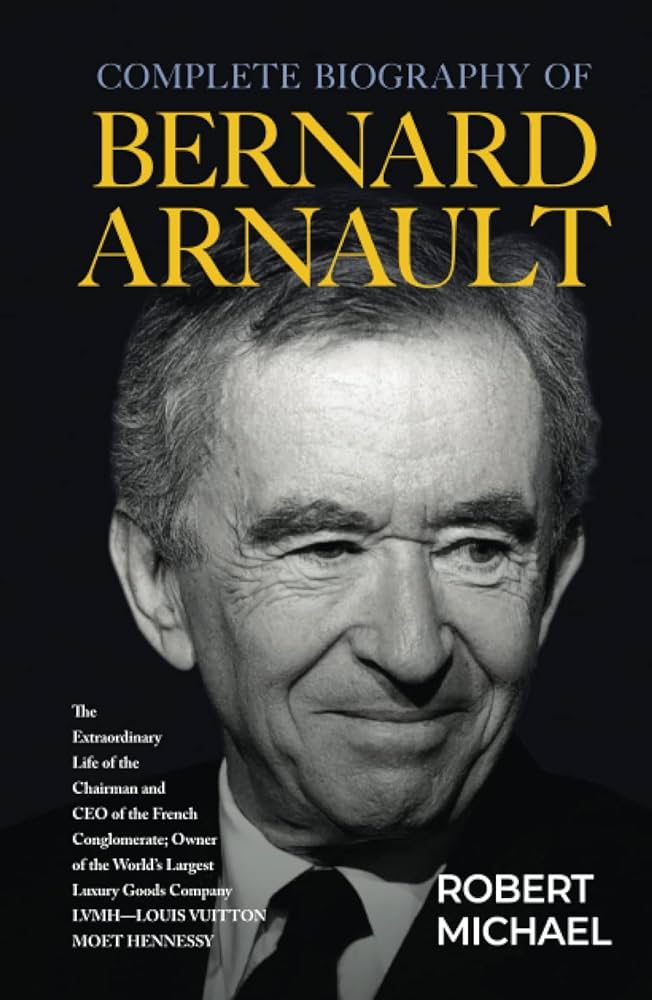 COMPLETE BIOGRAPHY OF
BERNARD
ARNAULT
The
Extraordinary
Life of the
Chairman and
CEO of the French
Conglomerate; Owner
of the World's Largest
Luxury Goods Company
LVMH—LOUIS VUITTON
MOET HENNESSY
ROBERT
MICHAEL